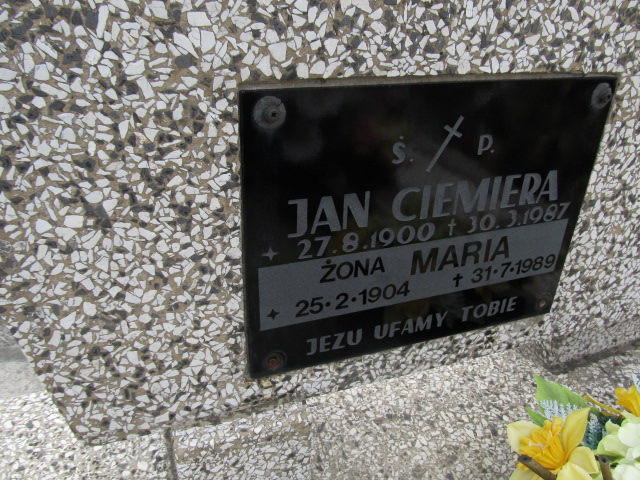 Ś. P.
JAN CIEMIERA
27.8.1900 † 30.3.1987
ŻONA MARIA
25·2·1904 † 31·7·1989
JEZU UFAMY TOBIE